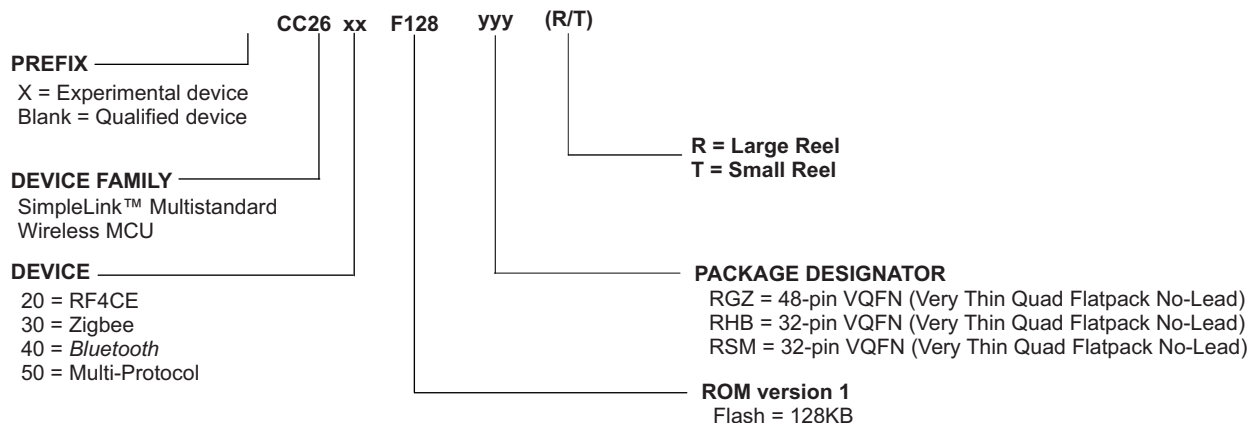 CC26 xx F128 yyy (R/T)
PREFIX
X = Experimental device
Blank = Qualified device
R = Large Reel
T = Small Reel
DEVICE FAMILY
SimpleLink™ Multistandard
Wireless MCU
DEVICE
20 = RF4CE
30 = Zigbee
40 = Bluetooth
50 = Multi-Protocol
PACKAGE DESIGNATOR
RGZ = 48-pin VQFN (Very Thin Quad Flatpack No-Lead)
RHB = 32-pin VQFN (Very Thin Quad Flatpack No-Lead)
RSM = 32-pin VQFN (Very Thin Quad Flatpack No-Lead)
ROM version 1
Flash = 128KB